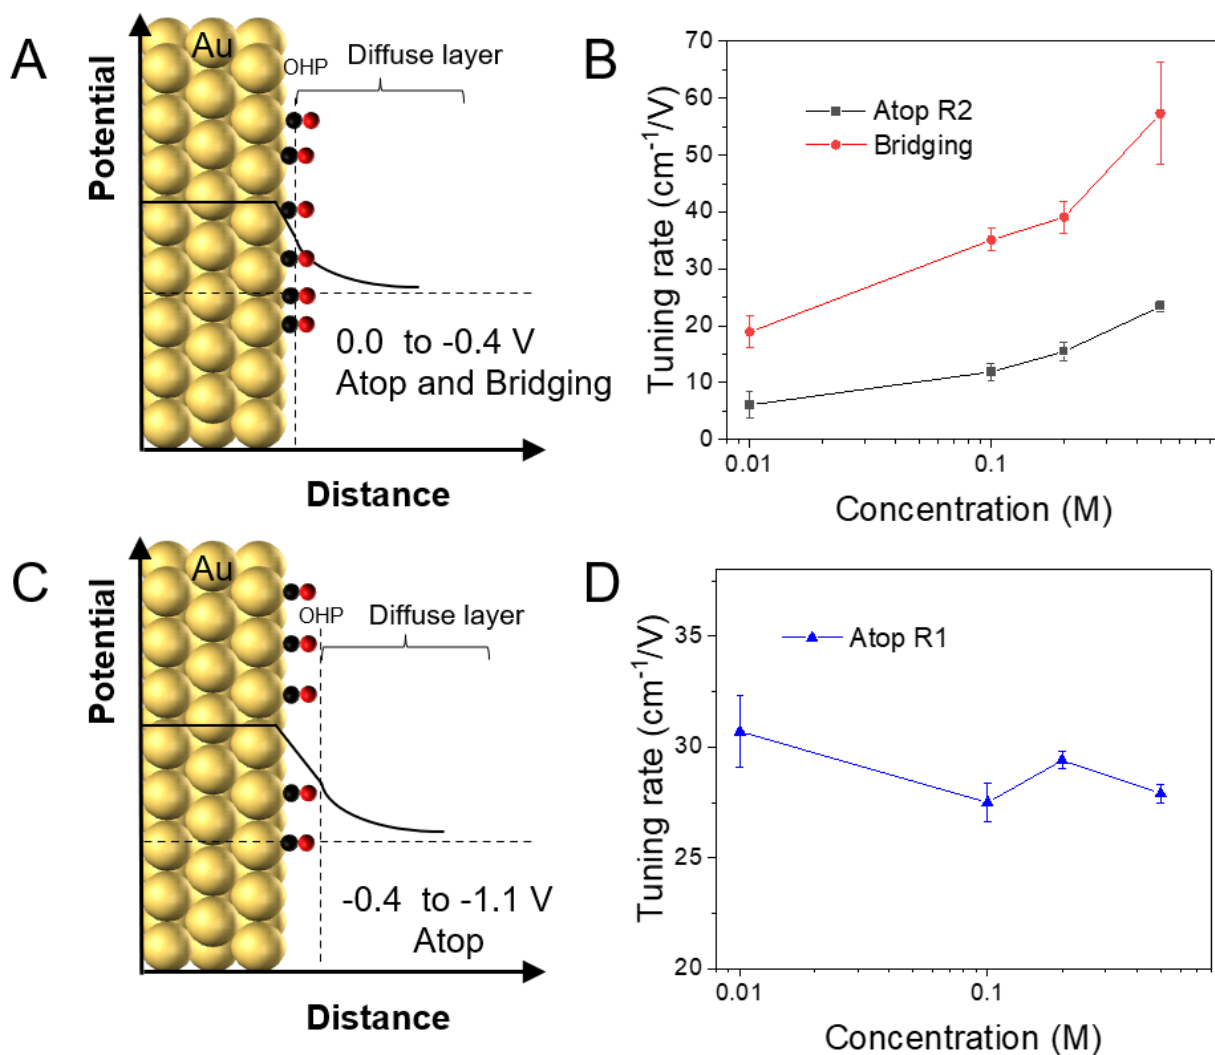 A
Potential
Au
OHP
Diffuse layer
0.0 to -0.4 V
Atop and Bridging
Distance
B
Tuning rate (cm⁻¹/V)
70
60
50
40
30
20
10
0
Atop R2
Bridging
0.01
0.1
Concentration (M)
C
Potential
Au
OHP
Diffuse layer
-0.4 to -1.1 V
Atop
Distance
D
Tuning rate (cm⁻¹/V)
35
30
25
20
Atop R1
0.01
0.1
Concentration (M)